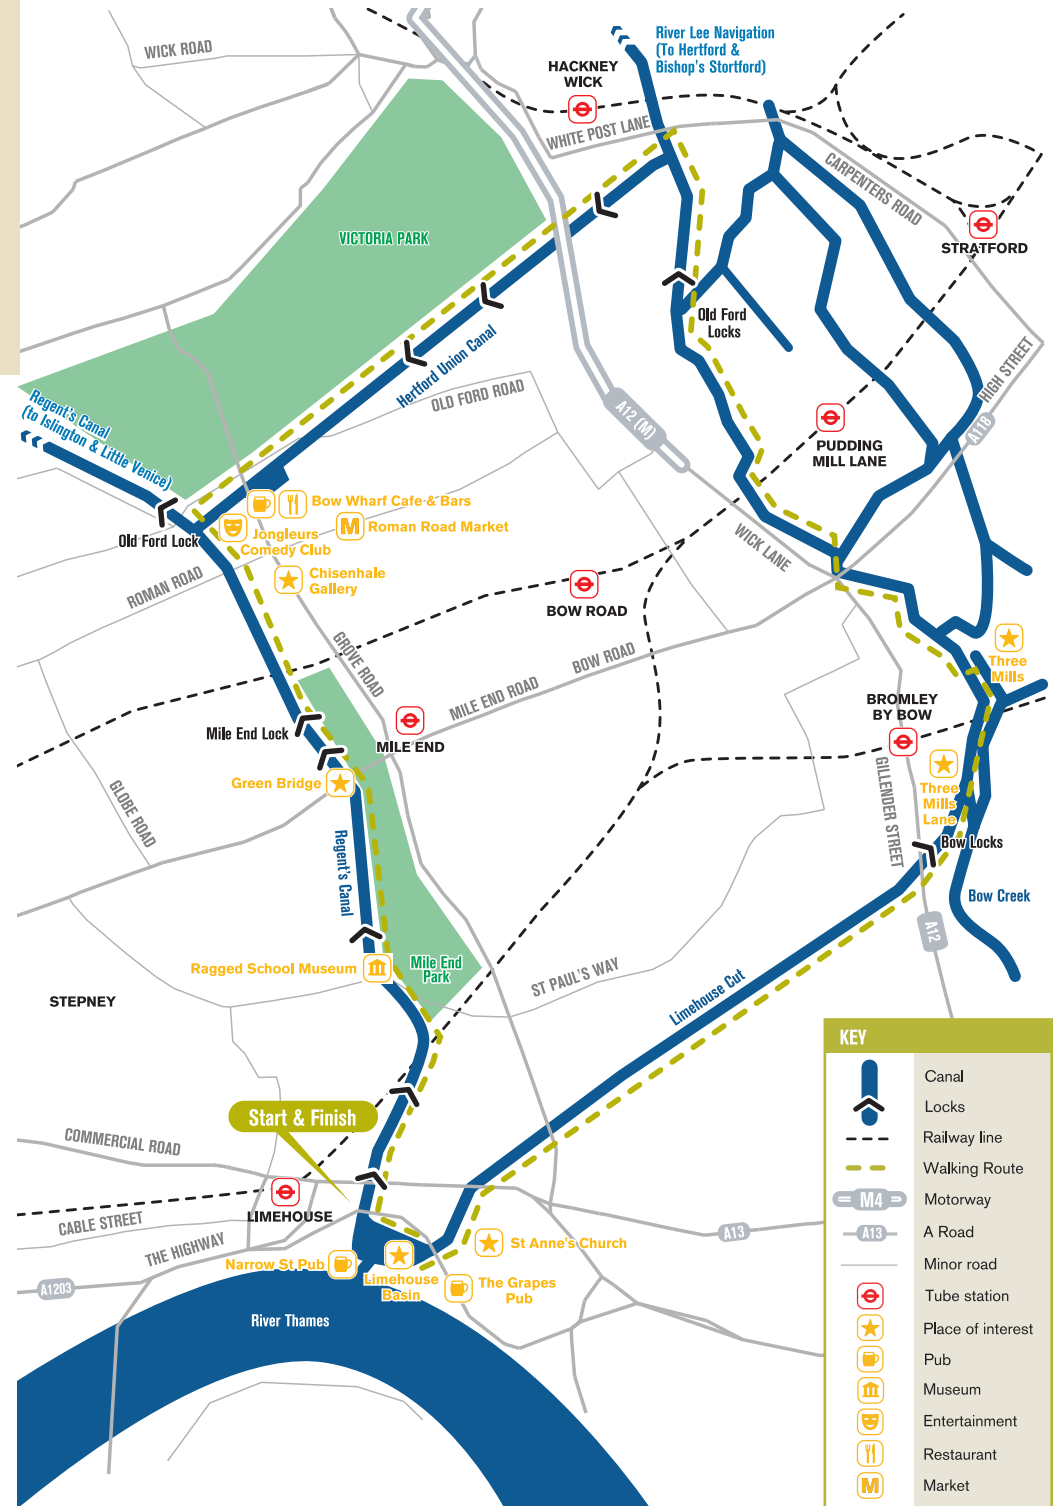 WICK ROAD
River Lee Navigation
(To Hertford &
Bishop's Stortford)
HACKNEY
WICK
WHITE POST LANE
CARPENTERS ROAD
VICTORIA PARK
STRATFORD
Old Ford
Locks
Hertford Union Canal
OLD FORD ROAD
HIGH STREET
A12 (M)
A118
Regent's Canal
(to Islington & Little Venice)
PUDDING
MILL LANE
Bow Wharf Cafe & Bars
M
Roman Road Market
Old Ford Lock
Jongleurs
Comedy Club
WICK LANE
ROMAN ROAD
Chisenhale
Gallery
BOW ROAD
GROVE ROAD
BOW ROAD
Three
Mills
MILE END ROAD
BROMLEY
BY BOW
Mile End Lock
MILE END
Green Bridge
GLOBE ROAD
GILLENDER STREET
Three
Mills
Lane
Regent's Canal
Bow Locks
Bow Creek
A12
Ragged School Museum
Mile End
Park
ST PAUL'S WAY
STEPNEY
Limehouse Cut
Start & Finish
COMMERCIAL ROAD
LIMEHOUSE
CABLE STREET
THE HIGHWAY
A13
St Anne's Church
Narrow St Pub
Limehouse
Basin
The Grapes
Pub
A1203
River Thames
KEY
Canal
Locks
Railway line
Walking Route
M4
Motorway
A13
A Road
Minor road
Tube station
Place of interest
Pub
Museum
Entertainment
Restaurant
M
Market